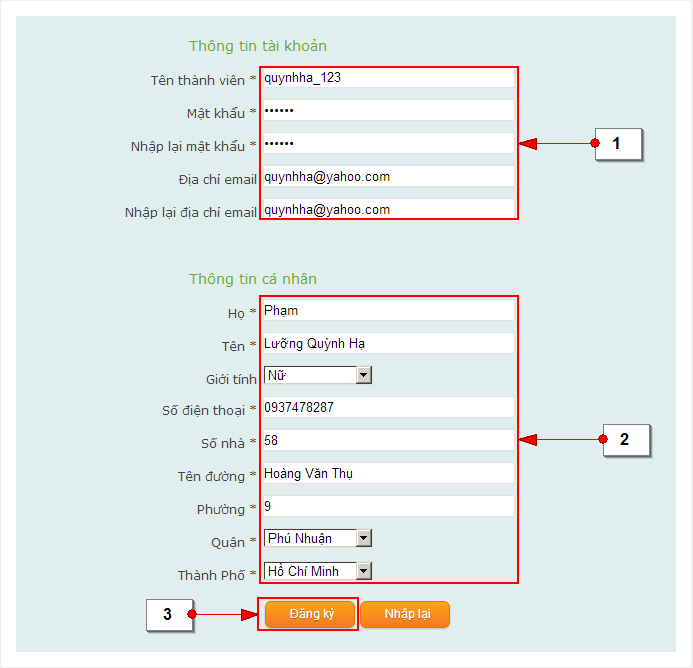 Thông tin tài khoản
Tên thành viên * quynhha_123
Mật khẩu * ••••••
Nhập lại mật khẩu * ••••••
1
Địa chỉ email quynhha@yahoo.com
Nhập lại địa chỉ email quynhha@yahoo.com
Thông tin cá nhân
Họ * Phạm
Tên * Lưỡng Quỳnh Hạ
Giới tính Nữ
Số điện thoại * 0937478287
Số nhà * 58
2
Tên đường * Hoàng Văn Thụ
Phường * 9
Quận * Phú Nhuận
Thành Phố * Hồ Chí Minh
3 Đăng ký Nhập lại